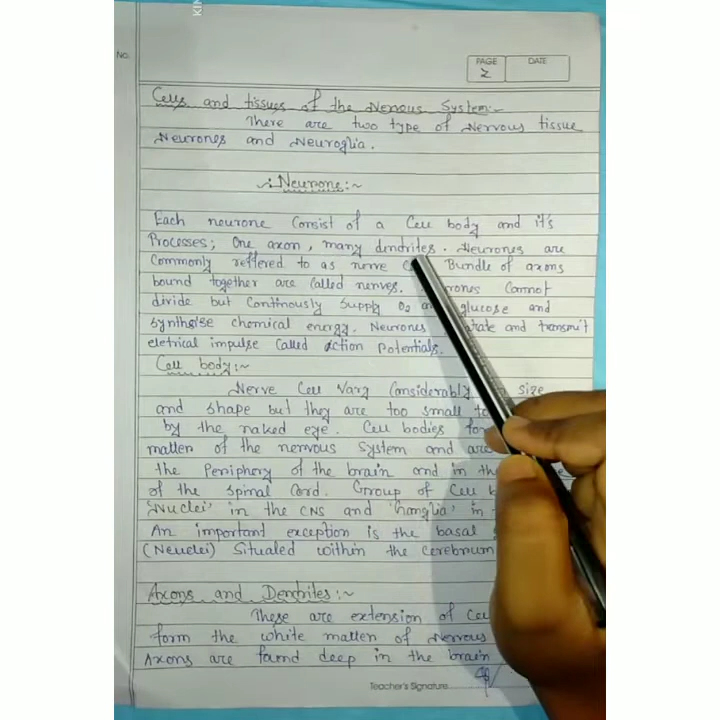 KIN
No.
PAGE
2
DATE
Cells and tissues of the Nervous System:~
There are two type of Nervous tissue
Neurones and Neuroglia.
:Neurone:~
Each neurone Consist of a Cell body and it's
Processes; One axon, many dendrites. Neurones are
Commonly reffered to as nerve Bundle of axons
bound together are called nerves. Cannot
divide but Continously Supply O2 glucose and
synthsise chemical energy. Neurones and transmit
eletrical impulse Called Action Potentials.
Cell body:~
Nerve Cell Vary Considerably size
and shape but they are too small to
by the naked eye. Cell bodies
matter of the nervous System and are
the Periphery of the brain and in the
of the Spinal Cord. Group of Cell
'Nuclei' in the CNS and 'Ganglia' in
An important exception is the basal
(Neuclei) Situaled within the cerebrum
Axons and Dendrites:~
These are extension of Cell
form the white matter of Nervous
Axons are found deep in the brain
Teacher's Signature